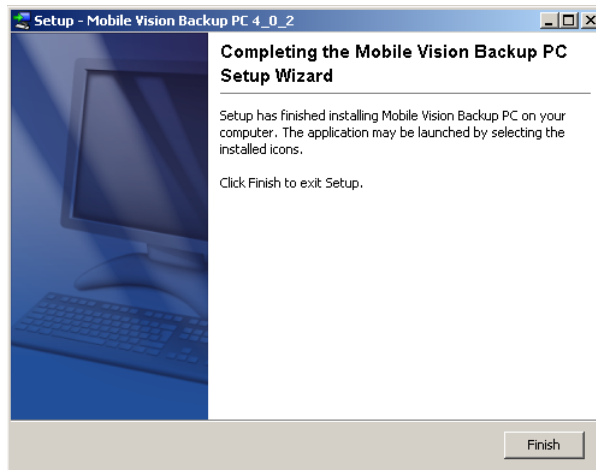 Setup - Mobile Vision Backup PC 4_0_2
Completing the Mobile Vision Backup PC
Setup Wizard
Setup has finished installing Mobile Vision Backup PC on your
computer. The application may be launched by selecting the
installed icons.
Click Finish to exit Setup.
Finish